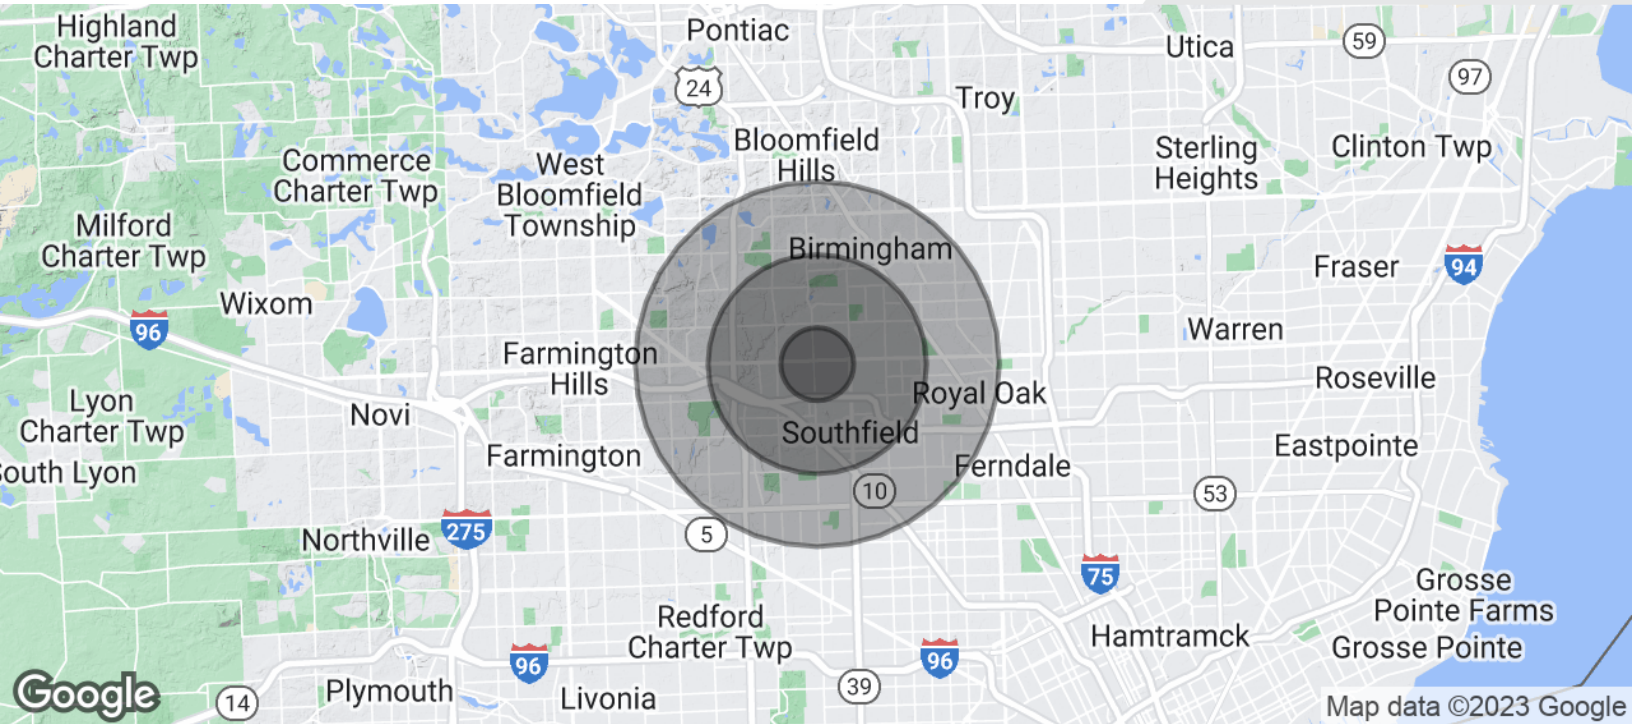 Highland
Charter Twp
Pontiac
Utica
59
97
24
Troy
Bloomfield
Hills
Commerce
Charter Twp
West
Bloomfield
Township
Sterling
Heights
Clinton Twp
Milford
Charter Twp
Birmingham
Fraser
94
Wixom
96
Warren
Farmington
Hills
Royal Oak
Roseville
Lyon
Charter Twp
Novi
Southfield
Eastpointe
South Lyon
Farmington
Ferndale
10
53
Northville
275
5
75
Grosse
Pointe Farms
Redford
Charter Twp
Hamtramck
Grosse Pointe
96
96
39
Google
14
Plymouth
Livonia
Map data ©2023 Google